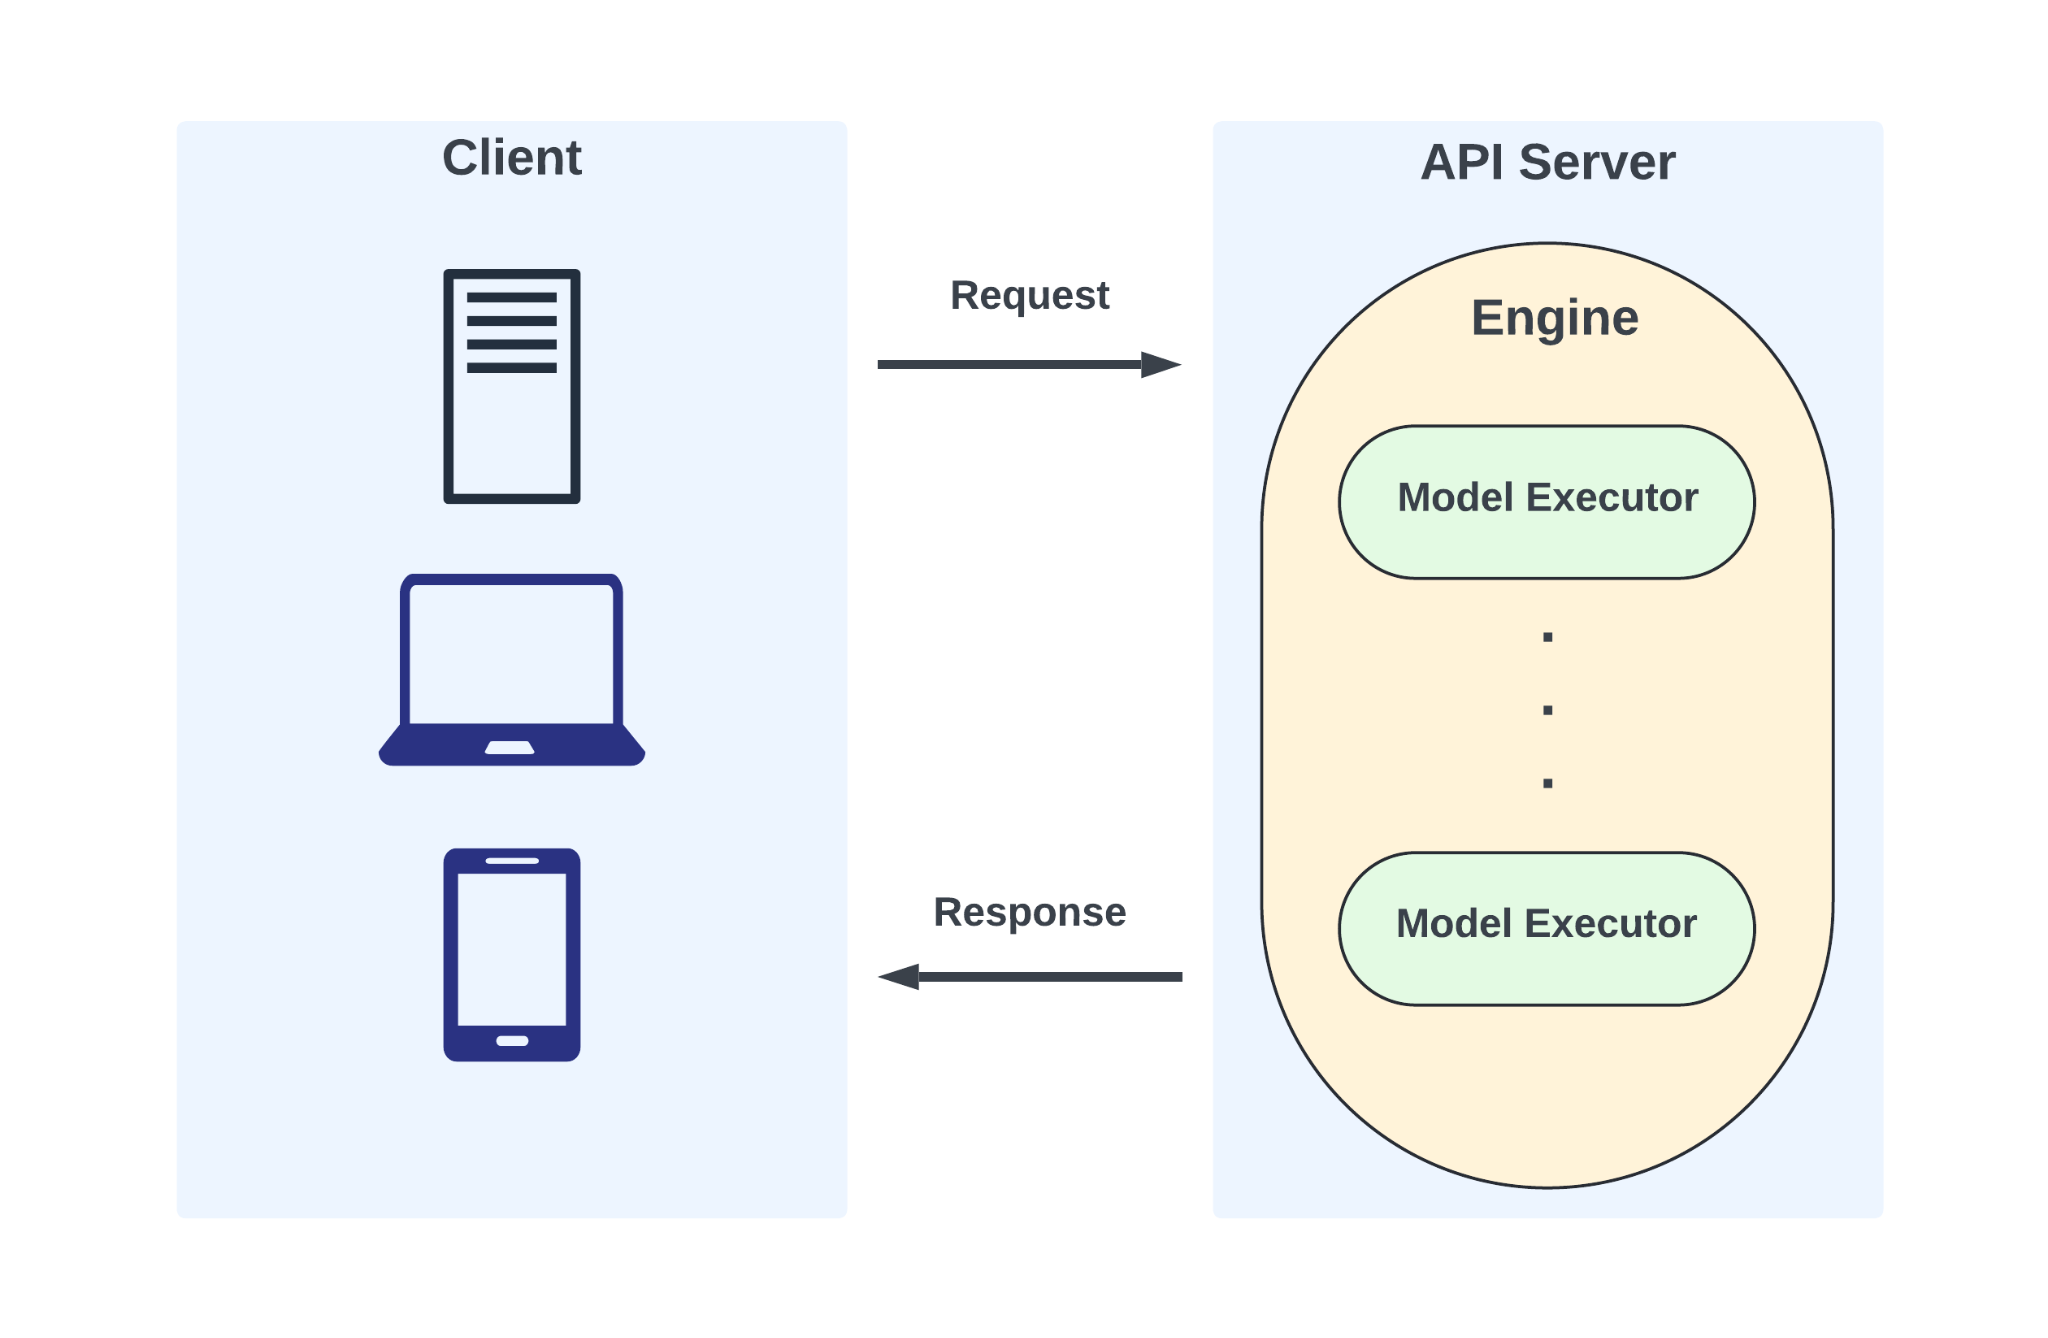 Client
Request
Response
API Server
Engine
Model Executor
Model Executor